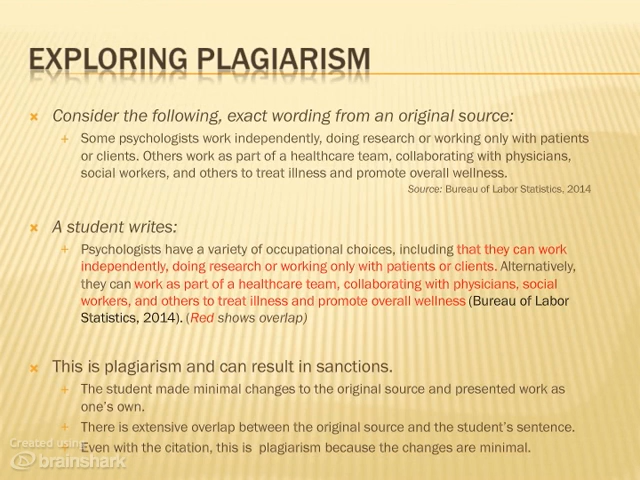 EXPLORING PLAGIARISM
Consider the following, exact wording from an original source:
Some psychologists work independently, doing research or working only with patients
or clients. Others work as part of a healthcare team, collaborating with physicians,
social workers, and others to treat illness and promote overall wellness.
Source: Bureau of Labor Statistics, 2014
A student writes:
Psychologists have a variety of occupational choices, including that they can work
independently, doing research or working only with patients or clients. Alternatively,
they can work as part of a healthcare team, collaborating with physicians, social
workers, and others to treat illness and promote overall wellness (Bureau of Labor
Statistics, 2014). (Red shows overlap)
This is plagiarism and can result in sanctions.
The student made minimal changes to the original source and presented work as
one's own.
There is extensive overlap between the original source and the student's sentence.
Even with the citation, this is plagiarism because the changes are minimal.
Created using
brainshark